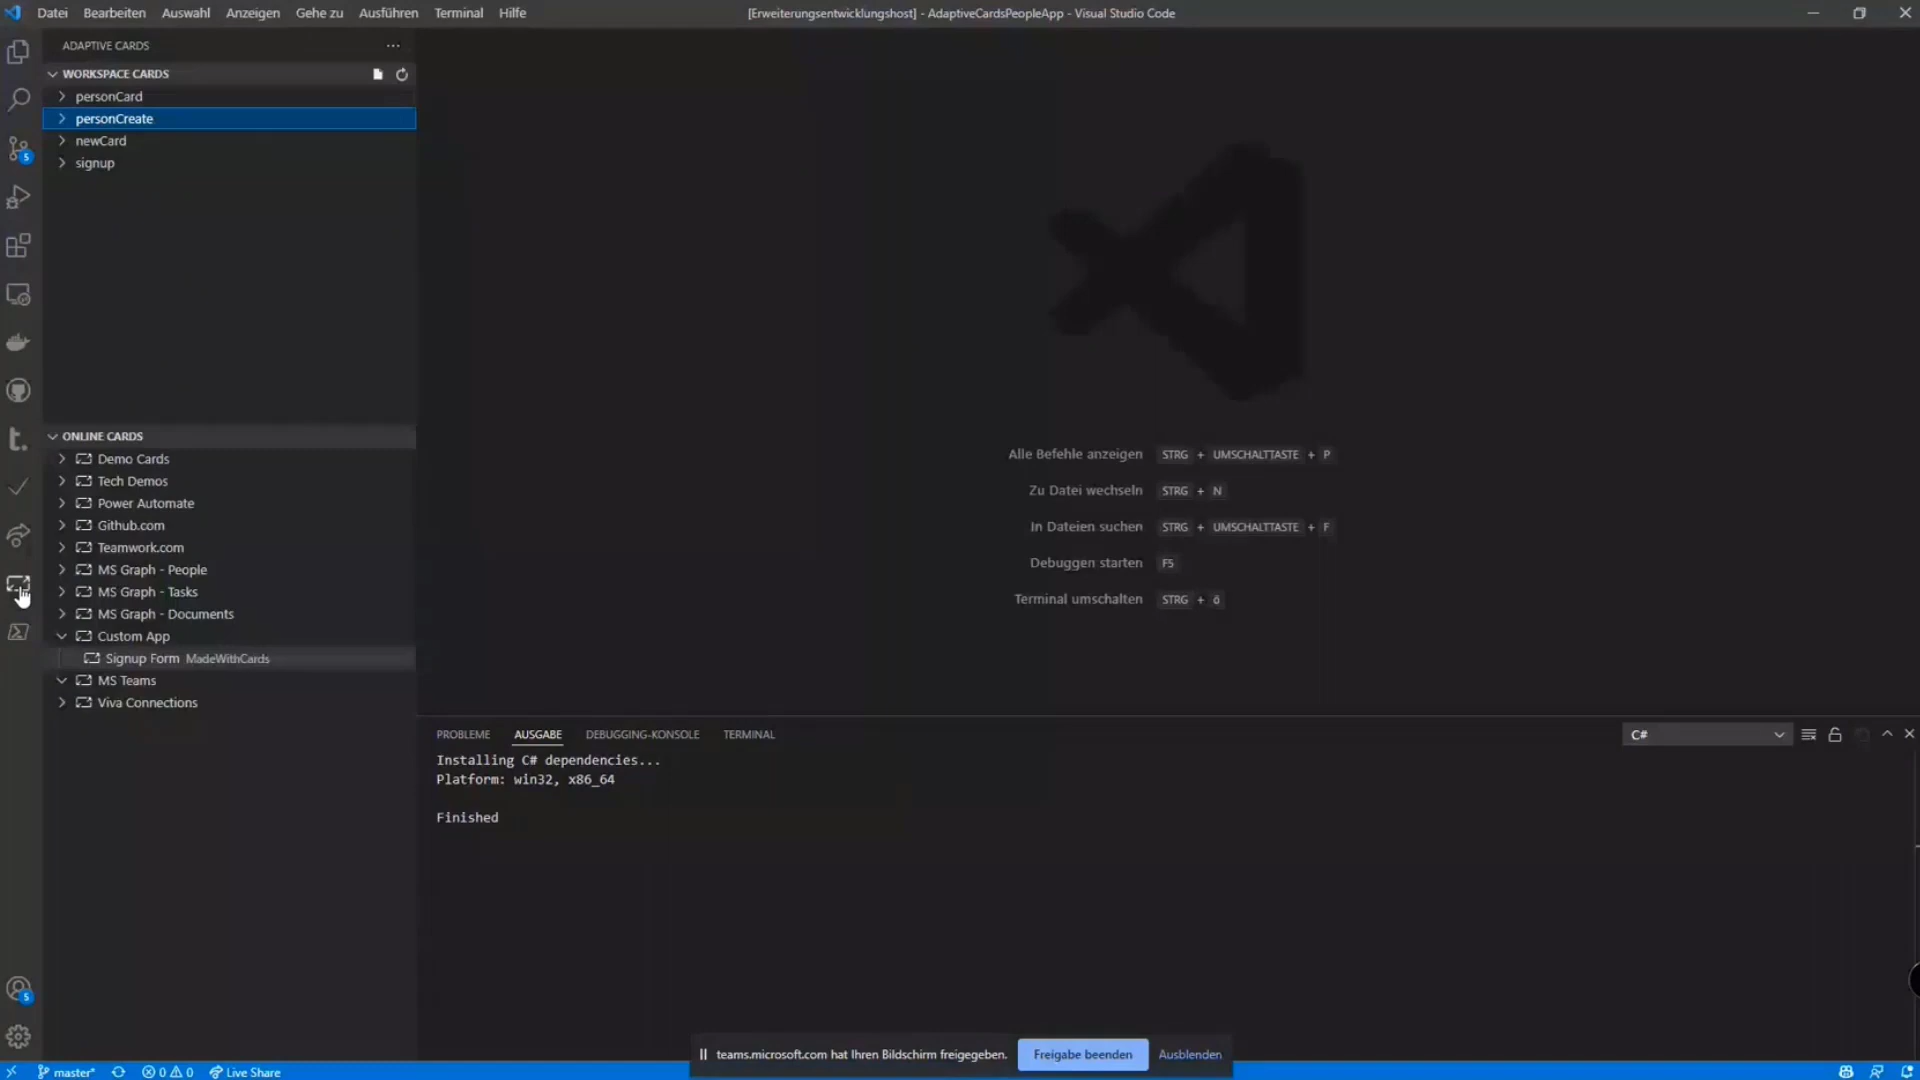 Datei Bearbeiten Auswahl Anzeigen Gehe zu Ausführen Terminal Hilfe [Erweiterungsentwicklungshost] - AdaptiveCardsPeopleApp - Visual Studio Code
ADAPTIVE CARDS
WORKSPACE CARDS
personCard
personCreate
newCard
signup
5
ONLINE CARDS
Demo Cards
Tech Demos
Power Automate
Github.com
Teamwork.com
MS Graph - People
MS Graph - Tasks
MS Graph - Documents
Custom App
Signup Form MadeWithCards
MS Teams
Viva Connections
Alle Befehle anzeigen STRG + UMSCHALTTASTE + P
Zu Datei wechseln STRG + N
In Dateien suchen STRG + UMSCHALTTASTE + F
Debuggen starten F5
Terminal umschalten STRG + ö
PROBLEME AUSGABE DEBUGGING-KONSOLE TERMINAL C#
Installing C# dependencies...
Platform: win32, x86_64
Finished
5
teams.microsoft.com hat Ihren Bildschirm freigegeben. Freigabe beenden Ausblenden
master* 0 0 Live Share